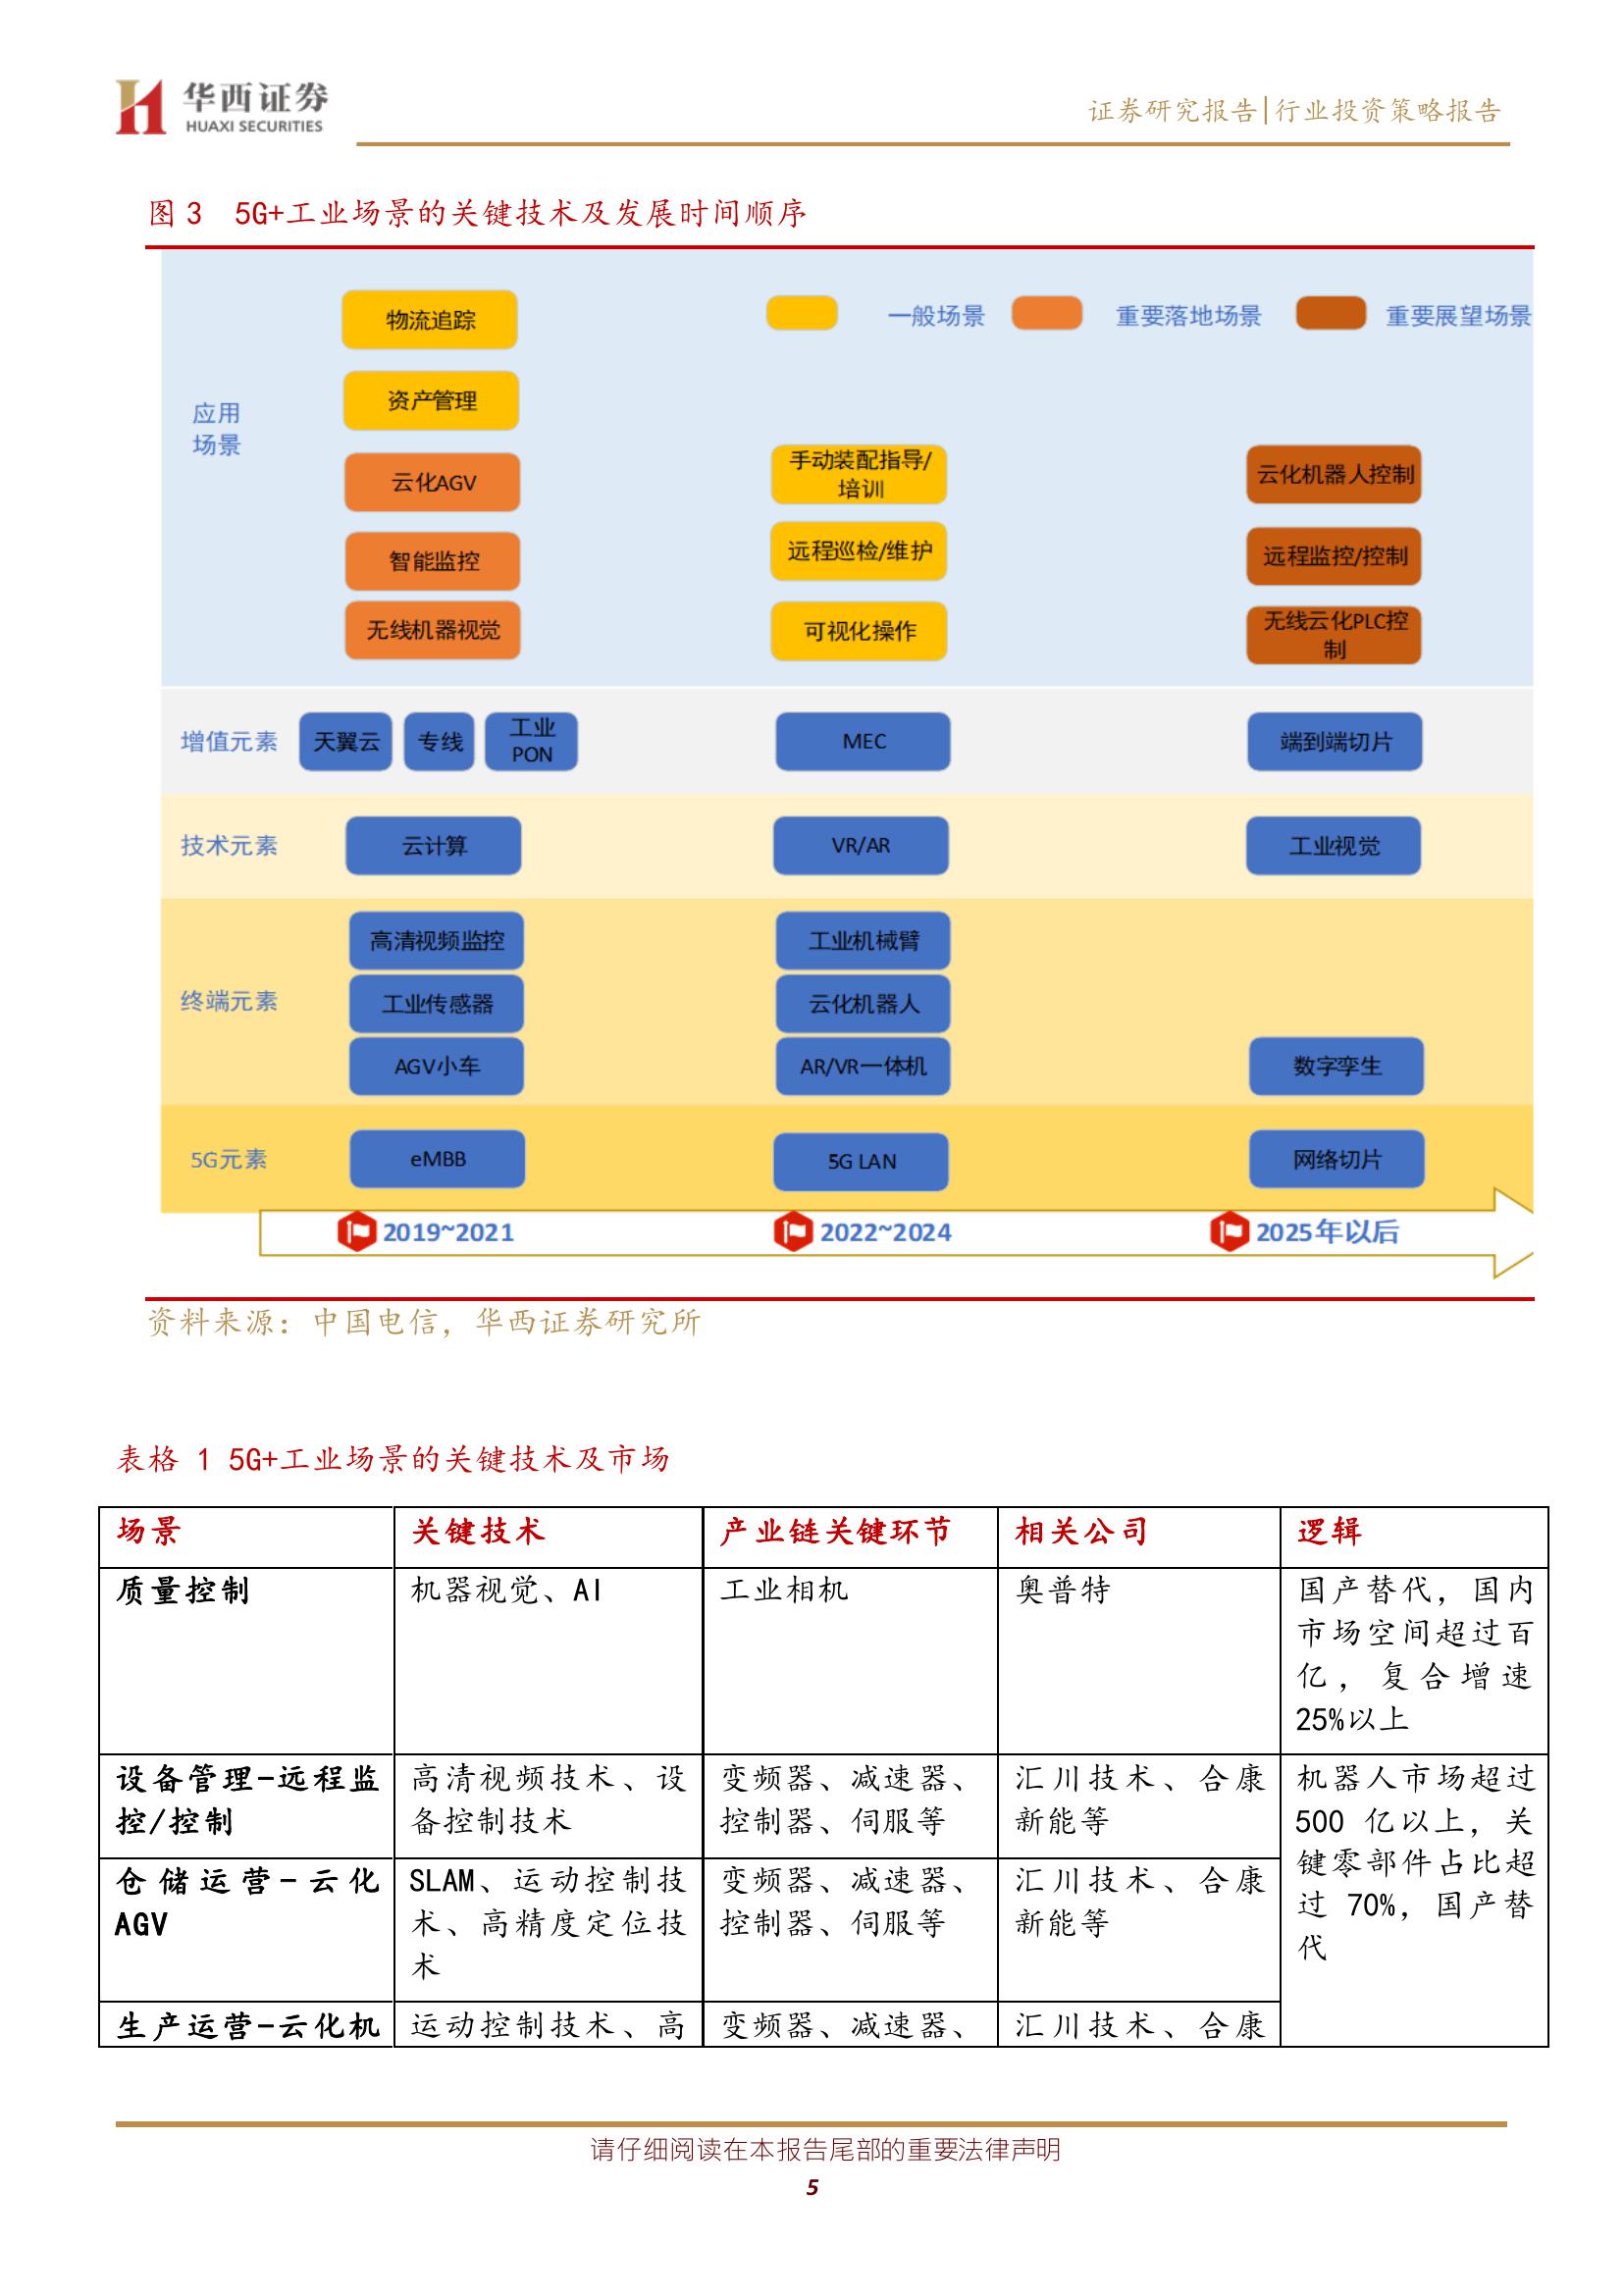 华西证券
HUAXI SECURITIES
证券研究报告|行业投资策略报告
图3 5G+工业场景的关键技术及发展时间顺序
物流追踪
一般场景
重要落地场景
重要展望场景
资产管理
应用
场景
云化AGV
手动装配指导/
培训
云化机器人控制
智能监控
远程巡检/维护
远程监控/控制
无线机器视觉
可视化操作
无线云化PLC控
制
增值元素
天翼云
专线
工业
PON
MEC
端到端切片
技术元素
云计算
VR/AR
工业视觉
终端元素
高清视频监控
工业机械臂
工业传感器
云化机器人
AGV小车
AR/VR一体机
数字孪生
5G元素
eMBB
5G LAN
网络切片
2019~2021
2022~2024
2025年以后
资料来源：中国电信，华西证券研究所
表格 1 5G+工业场景的关键技术及市场
场景
关键技术
产业链关键环节
相关公司
逻辑
质量控制
机器视觉、AI
工业相机
奥普特
国产替代，国内
市场空间超过百
亿，复合增速
25%以上
设备管理-远程监
控/控制
高清视频技术、设
备控制技术
变频器、减速器、
控制器、伺服等
汇川技术、合康
新能等
机器人市场超过
500 亿以上，关
键零部件占比超
过 70%，国产替
代
仓储运营-云化
AGV
SLAM、运动控制技
术、高精度定位技
术
变频器、减速器、
控制器、伺服等
汇川技术、合康
新能等
生产运营-云化机
运动控制技术、高
变频器、减速器、
汇川技术、合康
请仔细阅读在本报告尾部的重要法律声明
5